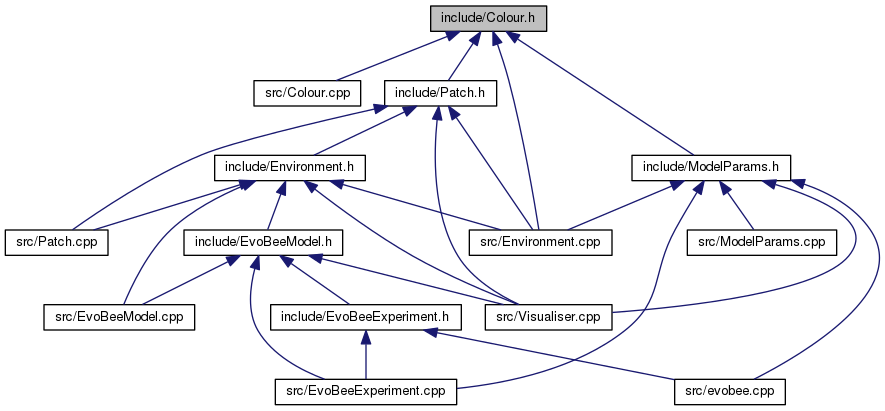 include/Colour.h
src/Colour.cpp
include/Patch.h
include/Environment.h
include/ModelParams.h
src/Patch.cpp
include/EvoBeeModel.h
src/Environment.cpp
src/ModelParams.cpp
src/EvoBeeModel.cpp
include/EvoBeeExperiment.h
src/Visualiser.cpp
src/EvoBeeExperiment.cpp
src/evobee.cpp